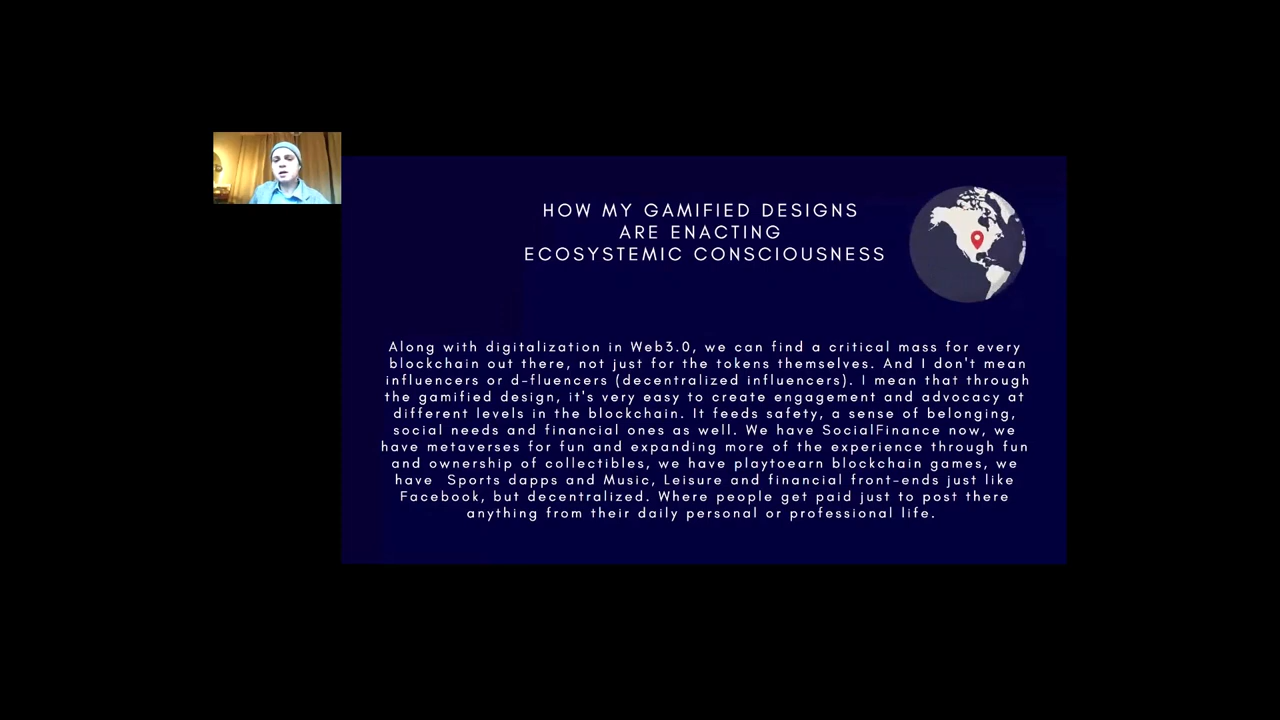 HOW MY GAMIFIED DESIGNS
ARE ENACTING
ECOSYSTEMIC CONSCIOUSNESS
Along with digitalization in Web3.0, we can find a critical mass for every
blockchain out there, not just for the tokens themselves. And I don't mean
influencers or d-fluencers (decentralized influencers). I mean that through
the gamified design, it's very easy to create engagement and advocacy at
different levels in the blockchain. It feeds safety, a sense of belonging,
social needs and financial ones as well. We have SocialFinance now, we
have metaverses for fun and expanding more of the experience through fun
and ownership of collectibles, we have playtoearn blockchain games, we
have  Sports dapps and Music, Leisure and financial front-ends just like
Facebook, but decentralized. Where people get paid just to post there
anything from their daily personal or professional life.